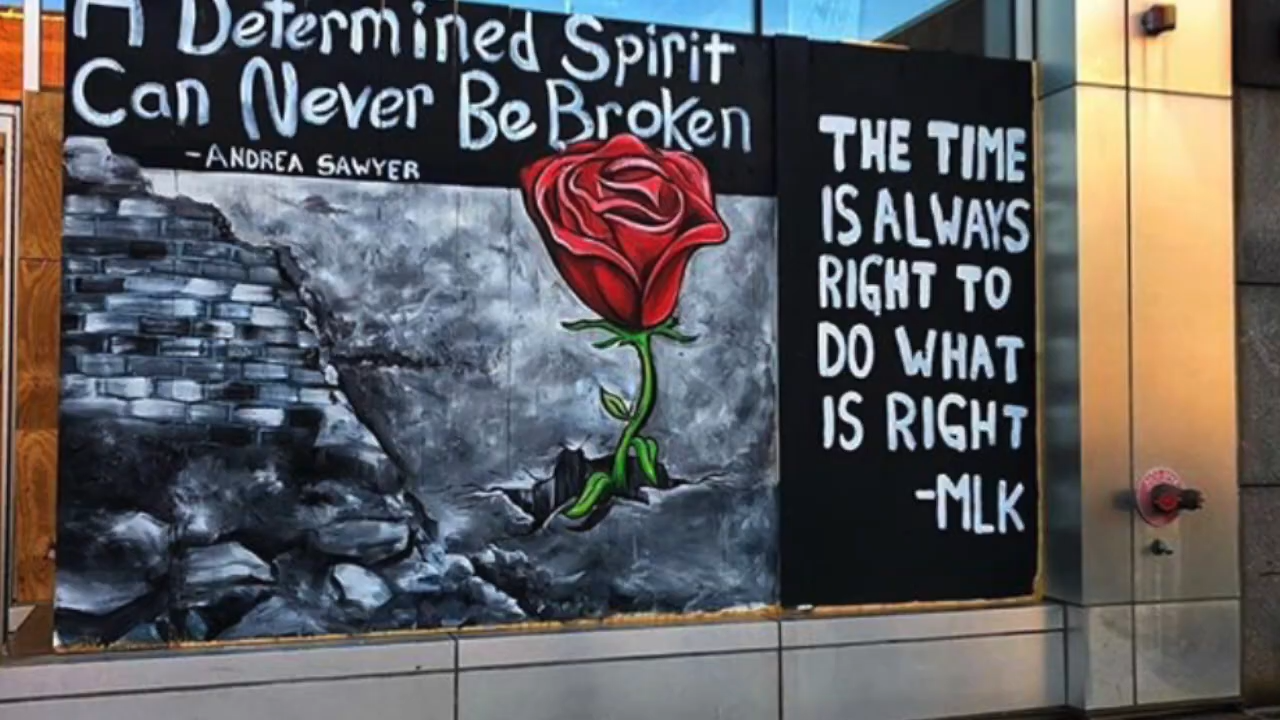 A Determined Spirit
Can Never Be Broken
-ANDREA SAWYER
THE TIME
IS ALWAYS
RIGHT TO
DO WHAT
IS RIGHT
-MLK